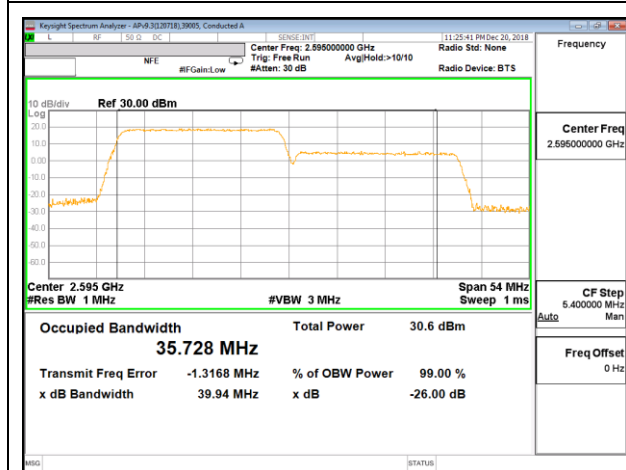 Keysight Spectrum Analyzer - APv9.3(120718),39005, Conducted A
L RF 50 Ω DC SENSE:INT 11:25:41 PM Dec 20, 2018
Center Freq: 2.595000000 GHz Radio Std: None
NFE Trig: Free Run Avg|Hold:>10/10
#IFGain:Low #Atten: 30 dB Radio Device: BTS
10 dB/div Ref 30.00 dBm
Log
20.0
10.0
0.00
-10.0
-20.0
-30.0
-40.0
-50.0
-60.0
Center 2.595 GHz Span 54 MHz
#Res BW 1 MHz #VBW 3 MHz Sweep 1 ms
Occupied Bandwidth Total Power 30.6 dBm
35.728 MHz
Transmit Freq Error -1.3168 MHz % of OBW Power 99.00 %
x dB Bandwidth 39.94 MHz x dB -26.00 dB
MSG STATUS
Frequency
Center Freq
2.595000000 GHz
CF Step
5.400000 MHz
Auto Man
Freq Offset
0 Hz